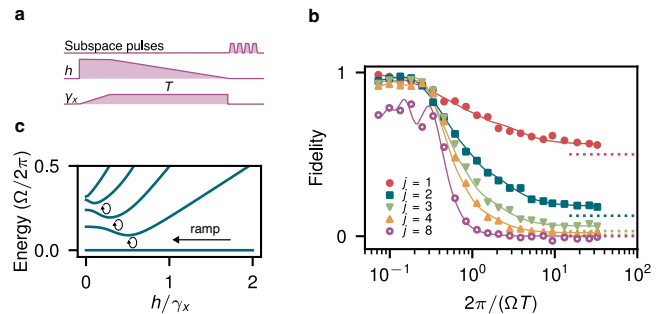 a
Subspace pulses
h
T
γx
c
Energy (Ω/2π)
0.5
0.0
ramp
0
1
2
h/γx
b
Fidelity
1
0
j = 1
j = 2
j = 3
j = 4
j = 8
10⁻¹
10⁰
10¹
10²
2π/(ΩT)